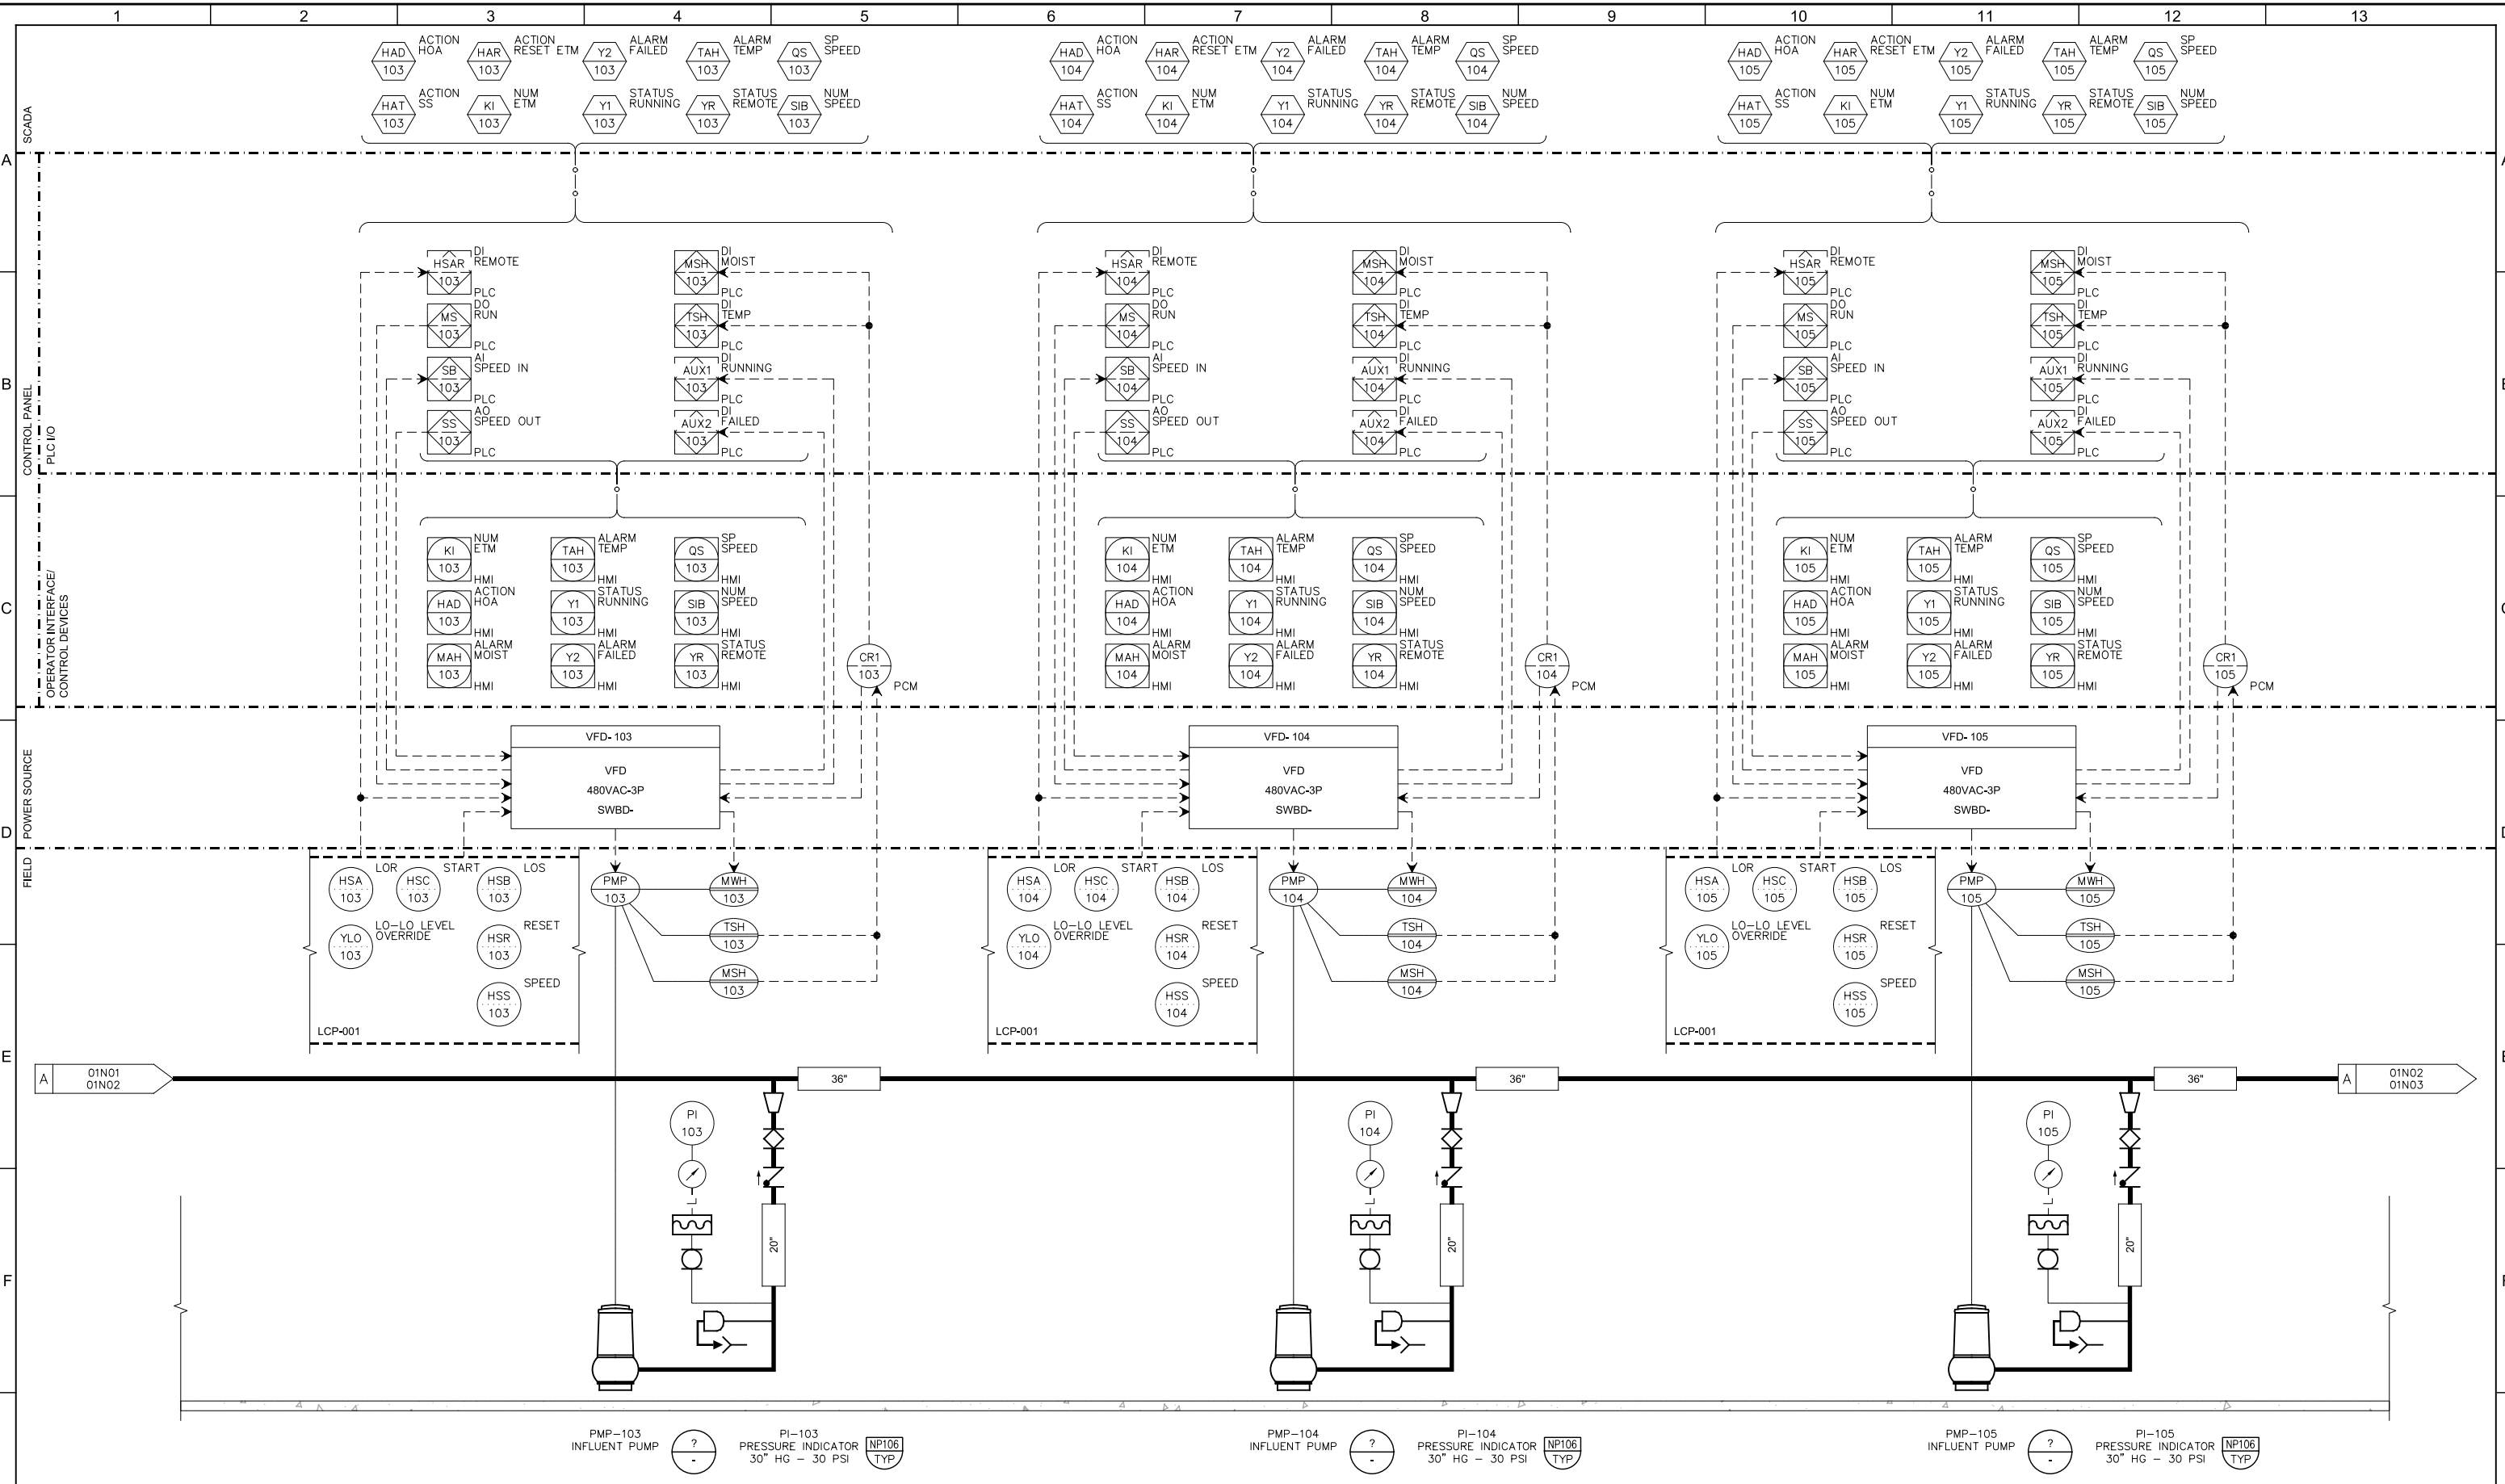 1 2 3 4 5 6 7 8 9 10 11 12 13
A
B
C
D
E
F
A
SCADA
CONTROL PANEL
PLC I/O
OPERATOR INTERFACE/
CONTROL DEVICES
POWER SOURCE
FIELD
HAD 103 ACTION HOA
HAR 103 ACTION RESET ETM
Y2 103 ALARM FAILED
TAH 103 ALARM TEMP
QS 103 SP SPEED
HAT 103 ACTION SS
KI 103 NUM ETM
Y1 103 STATUS RUNNING
YR 103 STATUS REMOTE
SIB 103 NUM SPEED
HSAR 103 DI REMOTE PLC
MS 103 DO RUN PLC
SB 103 AI SPEED IN PLC
SS 103 AO SPEED OUT PLC
MSH 103 DI MOIST PLC
TSH 103 DI TEMP PLC
AUX1 103 DI RUNNING PLC
AUX2 103 DI FAILED PLC
KI 103 NUM ETM HMI
TAH 103 ALARM TEMP HMI
QS 103 SP SPEED HMI
HAD 103 ACTION HOA HMI
Y1 103 STATUS RUNNING HMI
SIB 103 NUM SPEED HMI
MAH 103 ALARM MOIST HMI
Y2 103 ALARM FAILED HMI
YR 103 STATUS REMOTE HMI
CR1 103 PCM
VFD-103
VFD
480VAC-3P
SWBD-
HSA 103 LOR
HSC 103 START
HSB 103 LOS
YLO 103 LO-LO LEVEL OVERRIDE
HSR 103 RESET
HSS 103 SPEED
LCP-001
PMP 103
MWH 103
TSH 103
MSH 103
HAD 104 ACTION HOA
HAR 104 ACTION RESET ETM
Y2 104 ALARM FAILED
TAH 104 ALARM TEMP
QS 104 SP SPEED
HAT 104 ACTION SS
KI 104 NUM ETM
Y1 104 STATUS RUNNING
YR 104 STATUS REMOTE
SIB 104 NUM SPEED
HSAR 104 DI REMOTE PLC
MS 104 DO RUN PLC
SB 104 AI SPEED IN PLC
SS 104 AO SPEED OUT PLC
MSH 104 DI MOIST PLC
TSH 104 DI TEMP PLC
AUX1 104 DI RUNNING PLC
AUX2 104 DI FAILED PLC
KI 104 NUM ETM HMI
TAH 104 ALARM TEMP HMI
QS 104 SP SPEED HMI
HAD 104 ACTION HOA HMI
Y1 104 STATUS RUNNING HMI
SIB 104 NUM SPEED HMI
MAH 104 ALARM MOIST HMI
Y2 104 ALARM FAILED HMI
YR 104 STATUS REMOTE HMI
CR1 104 PCM
VFD-104
VFD
480VAC-3P
SWBD-
HSA 104 LOR
HSC 104 START
HSB 104 LOS
YLO 104 LO-LO LEVEL OVERRIDE
HSR 104 RESET
HSS 104 SPEED
LCP-001
PMP 104
MWH 104
TSH 104
MSH 104
HAD 105 ACTION HOA
HAR 105 ACTION RESET ETM
Y2 105 ALARM FAILED
TAH 105 ALARM TEMP
QS 105 SP SPEED
HAT 105 ACTION SS
KI 105 NUM ETM
Y1 105 STATUS RUNNING
YR 105 STATUS REMOTE
SIB 105 NUM SPEED
HSAR 105 DI REMOTE PLC
MS 105 DO RUN PLC
SB 105 AI SPEED IN PLC
SS 105 AO SPEED OUT PLC
MSH 105 DI MOIST PLC
TSH 105 DI TEMP PLC
AUX1 105 DI RUNNING PLC
AUX2 105 DI FAILED PLC
KI 105 NUM ETM HMI
TAH 105 ALARM TEMP HMI
QS 105 SP SPEED HMI
HAD 105 ACTION HOA HMI
Y1 105 STATUS RUNNING HMI
SIB 105 NUM SPEED HMI
MAH 105 ALARM MOIST HMI
Y2 105 ALARM FAILED HMI
YR 105 STATUS REMOTE HMI
CR1 105 PCM
VFD-105
VFD
480VAC-3P
SWBD-
HSA 105 LOR
HSC 105 START
HSB 105 LOS
YLO 105 LO-LO LEVEL OVERRIDE
HSR 105 RESET
HSS 105 SPEED
LCP-001
PMP 105
MWH 105
TSH 105
MSH 105
A 01N01
01N02
36"
36"
36"
A 01N02
01N03
PI 103
20"
PI 104
20"
PI 105
20"
PMP-103
INFLUENT PUMP
?
-
PI-103
PRESSURE INDICATOR
30" HG - 30 PSI
NP106
TYP
PMP-104
INFLUENT PUMP
?
-
PI-104
PRESSURE INDICATOR
30" HG - 30 PSI
NP106
TYP
PMP-105
INFLUENT PUMP
?
-
PI-105
PRESSURE INDICATOR
30" HG - 30 PSI
NP106
TYP